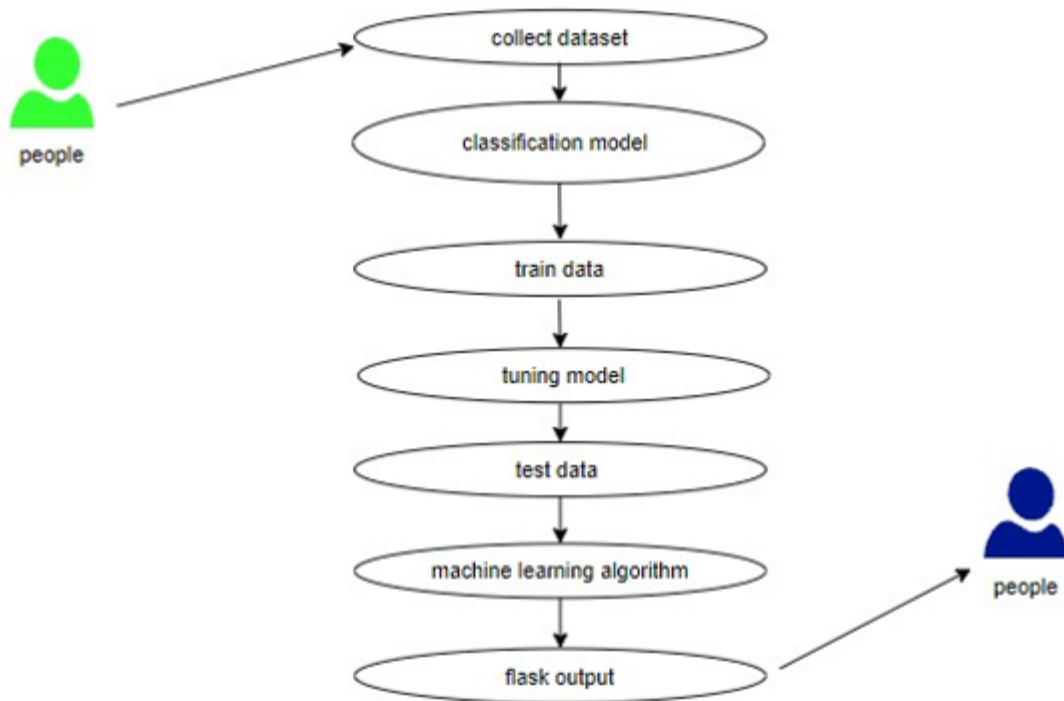 collect dataset
people
classification model
train data
tuning model
test data
machine learning algorithm
people
flask output